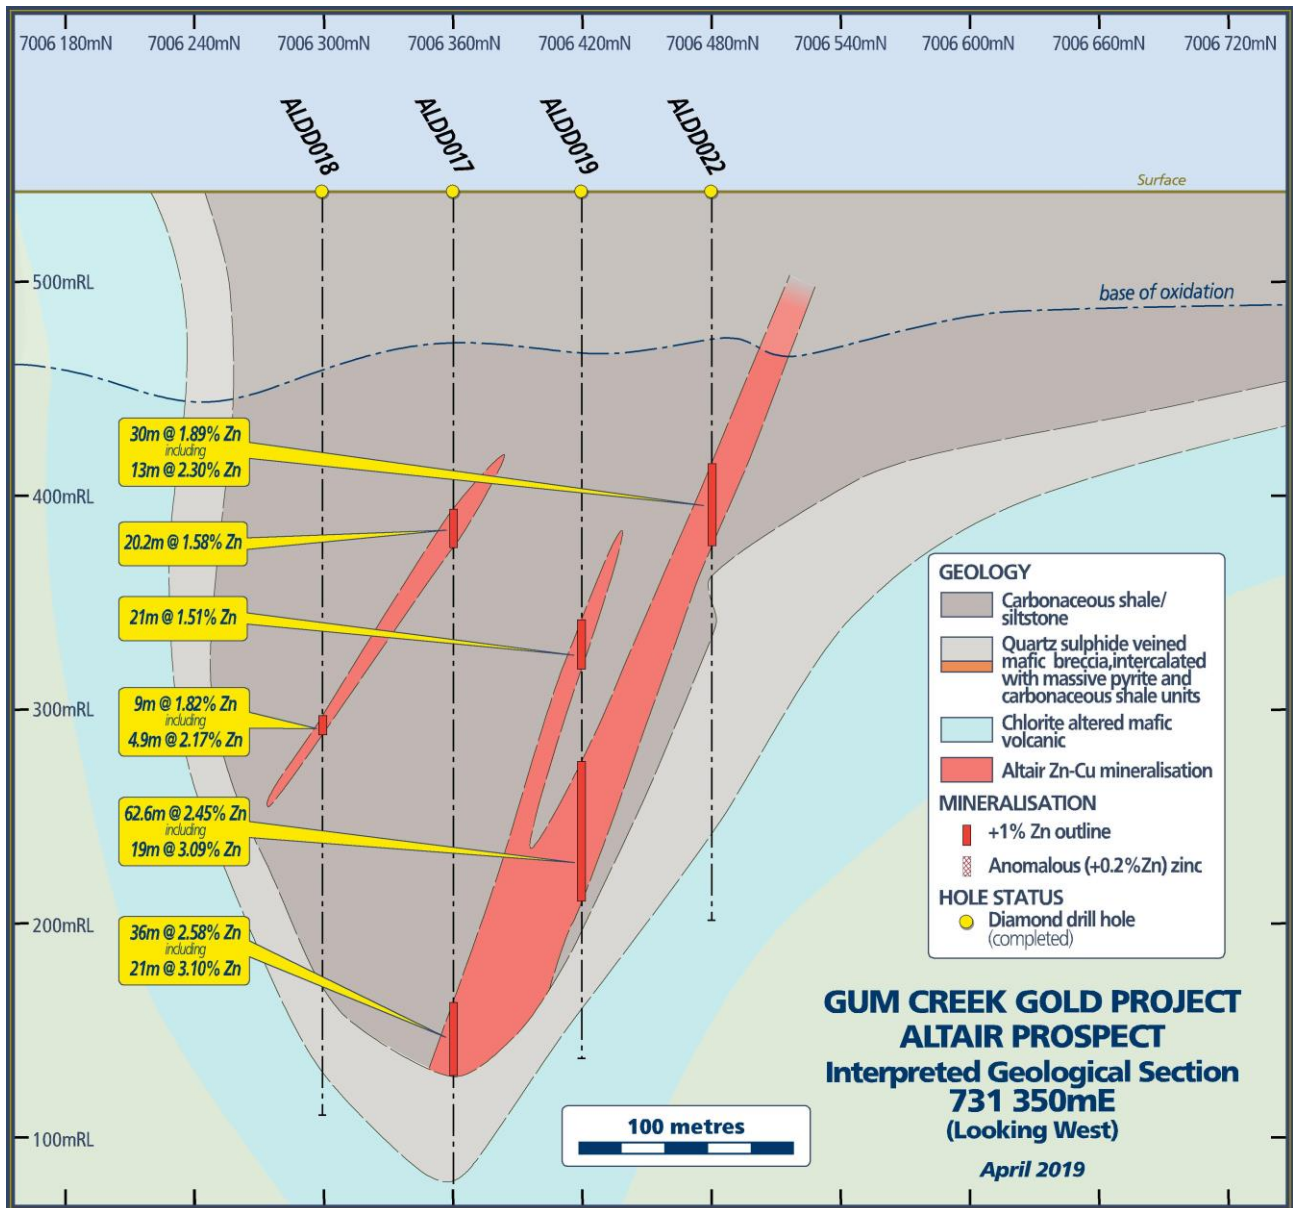 7006 180mN 7006 240mN 7006 300mN 7006 360mN 7006 420mN 7006 480mN 7006 540mN 7006 600mN 7006 660mN 7006 720mN
ALDD018
ALDD017
ALDD019
ALDD022
Surface
500mRL
base of oxidation
30m @ 1.89% Zn
including
13m @ 2.30% Zn
400mRL
20.2m @ 1.58% Zn
21m @ 1.51% Zn
300mRL
9m @ 1.82% Zn
including
4.9m @ 2.17% Zn
62.6m @ 2.45% Zn
including
19m @ 3.09% Zn
200mRL
36m @ 2.58% Zn
including
21m @ 3.10% Zn
100mRL
GEOLOGY
Carbonaceous shale/
siltstone
Quartz sulphide veined
mafic breccia,intercalated
with massive pyrite and
carbonaceous shale units
Chlorite altered mafic
volcanic
Altair Zn-Cu mineralisation
MINERALISATION
+1% Zn outline
Anomalous (+0.2%Zn) zinc
HOLE STATUS
Diamond drill hole
(completed)
100 metres
GUM CREEK GOLD PROJECT
ALTAIR PROSPECT
Interpreted Geological Section
731 350mE
(Looking West)
April 2019